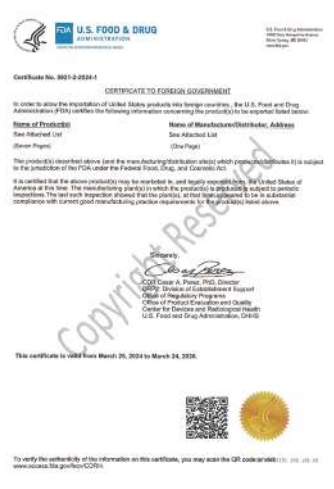 FDA U.S. FOOD & DRUG
ADMINISTRATION
Certificate No. 5021-2-2024-1
CERTIFICATE TO FOREIGN GOVERNMENT
In order to allow the importation of United States products into foreign countries, the U.S. Food and Drug
Administration (FDA) certifies the following information concerning the product(s) to be exported listed below:
Name of Product(s) Name of Manufacturer/Distributor, Address
See Attached List See Attached List
(Seven Pages) (One Page)
The product(s) described above (and the manufacturing/distribution site(s) which produces/distributes it) is subject
to the jurisdiction of the FDA under the Federal Food, Drug, and Cosmetic Act.
It is certified that the above product(s) may be marketed in, and legally exported from, the United States of
America at this time. The manufacturing plant(s) in which the product(s) is produced is subject to periodic
inspections. The last such inspection showed that the plant(s), at that time, appeared to be in substantial
compliance with current good manufacturing practice requirements for the product(s) listed above.
Copyright Reserved
Sincerely,
Cesar A. Perez, PhD, Director
Division of Establishment Support
Office of Regulatory Programs
Office of Product Evaluation and Quality
Center for Devices and Radiological Health
U.S. Food and Drug Administration, DHHS
This certificate is valid from March 25, 2024 to March 24, 2026.
To verify the authenticity of the information on this certificate, you may scan the QR code or visit